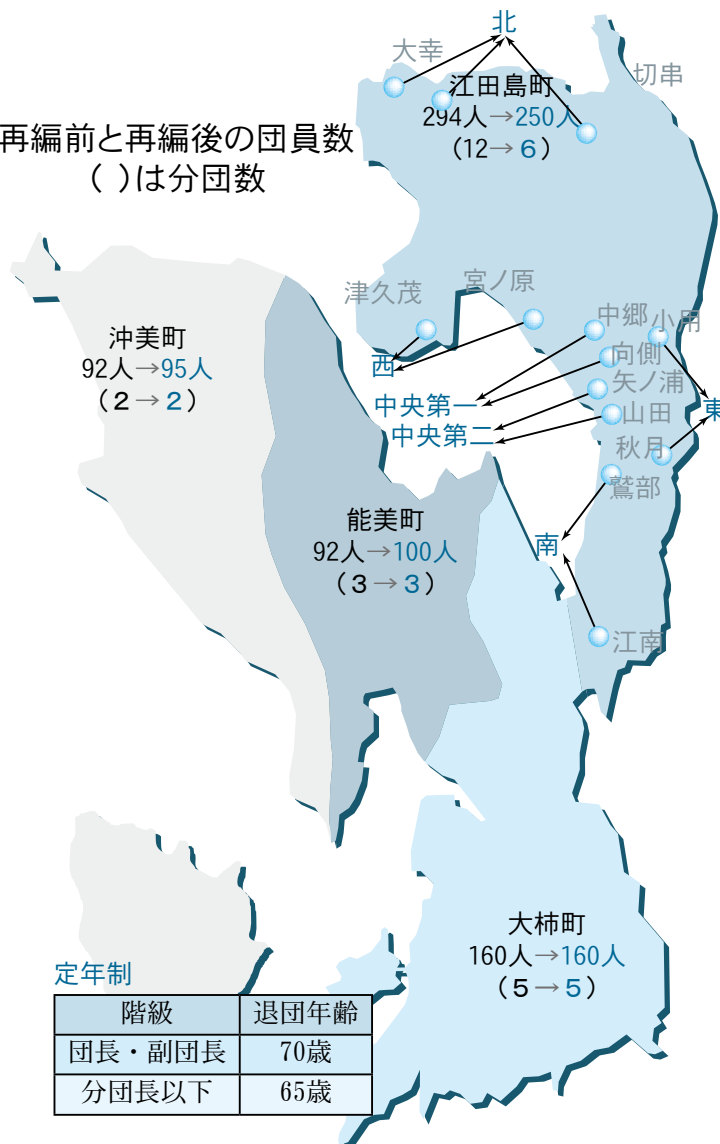 再編前と再編後の団員数
( )は分団数
北
大幸
切串
江田島町
294人→250人
(12→6)
津久茂
宮ノ原
中郷
小用
向側
西
矢ノ浦
中央第一
山田
東
中央第二
秋月
鷲部
南
江南
沖美町
92人→95人
(2→2)
能美町
92人→100人
(3→3)
大柿町
160人→160人
(5→5)
定年制
階級 退団年齢
団長・副団長 70歳
分団長以下 65歳